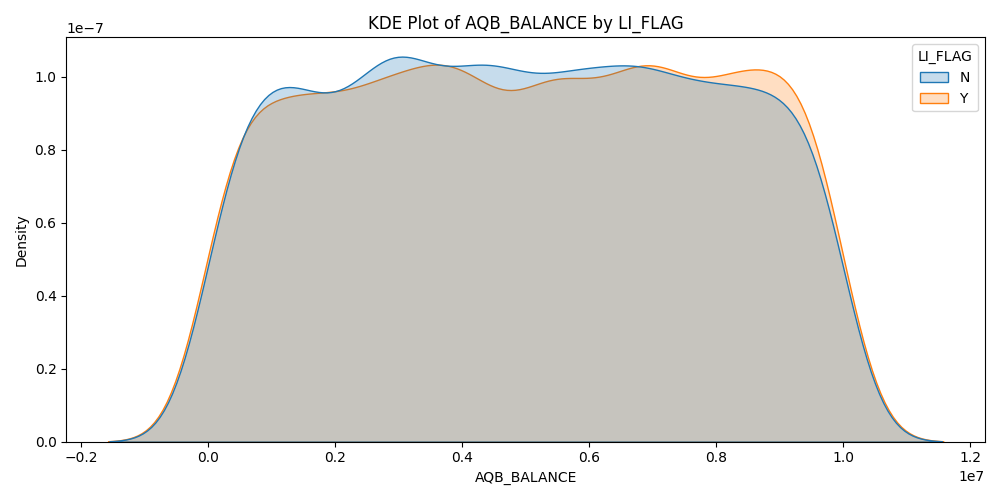 KDE Plot of AQB_BALANCE by LI_FLAG
1e−7
LI_FLAG
N
Y
1.0
0.8
0.6
0.4
0.2
0.0
Density
−0.2 0.0 0.2 0.4 0.6 0.8 1.0 1.2
1e7
AQB_BALANCE